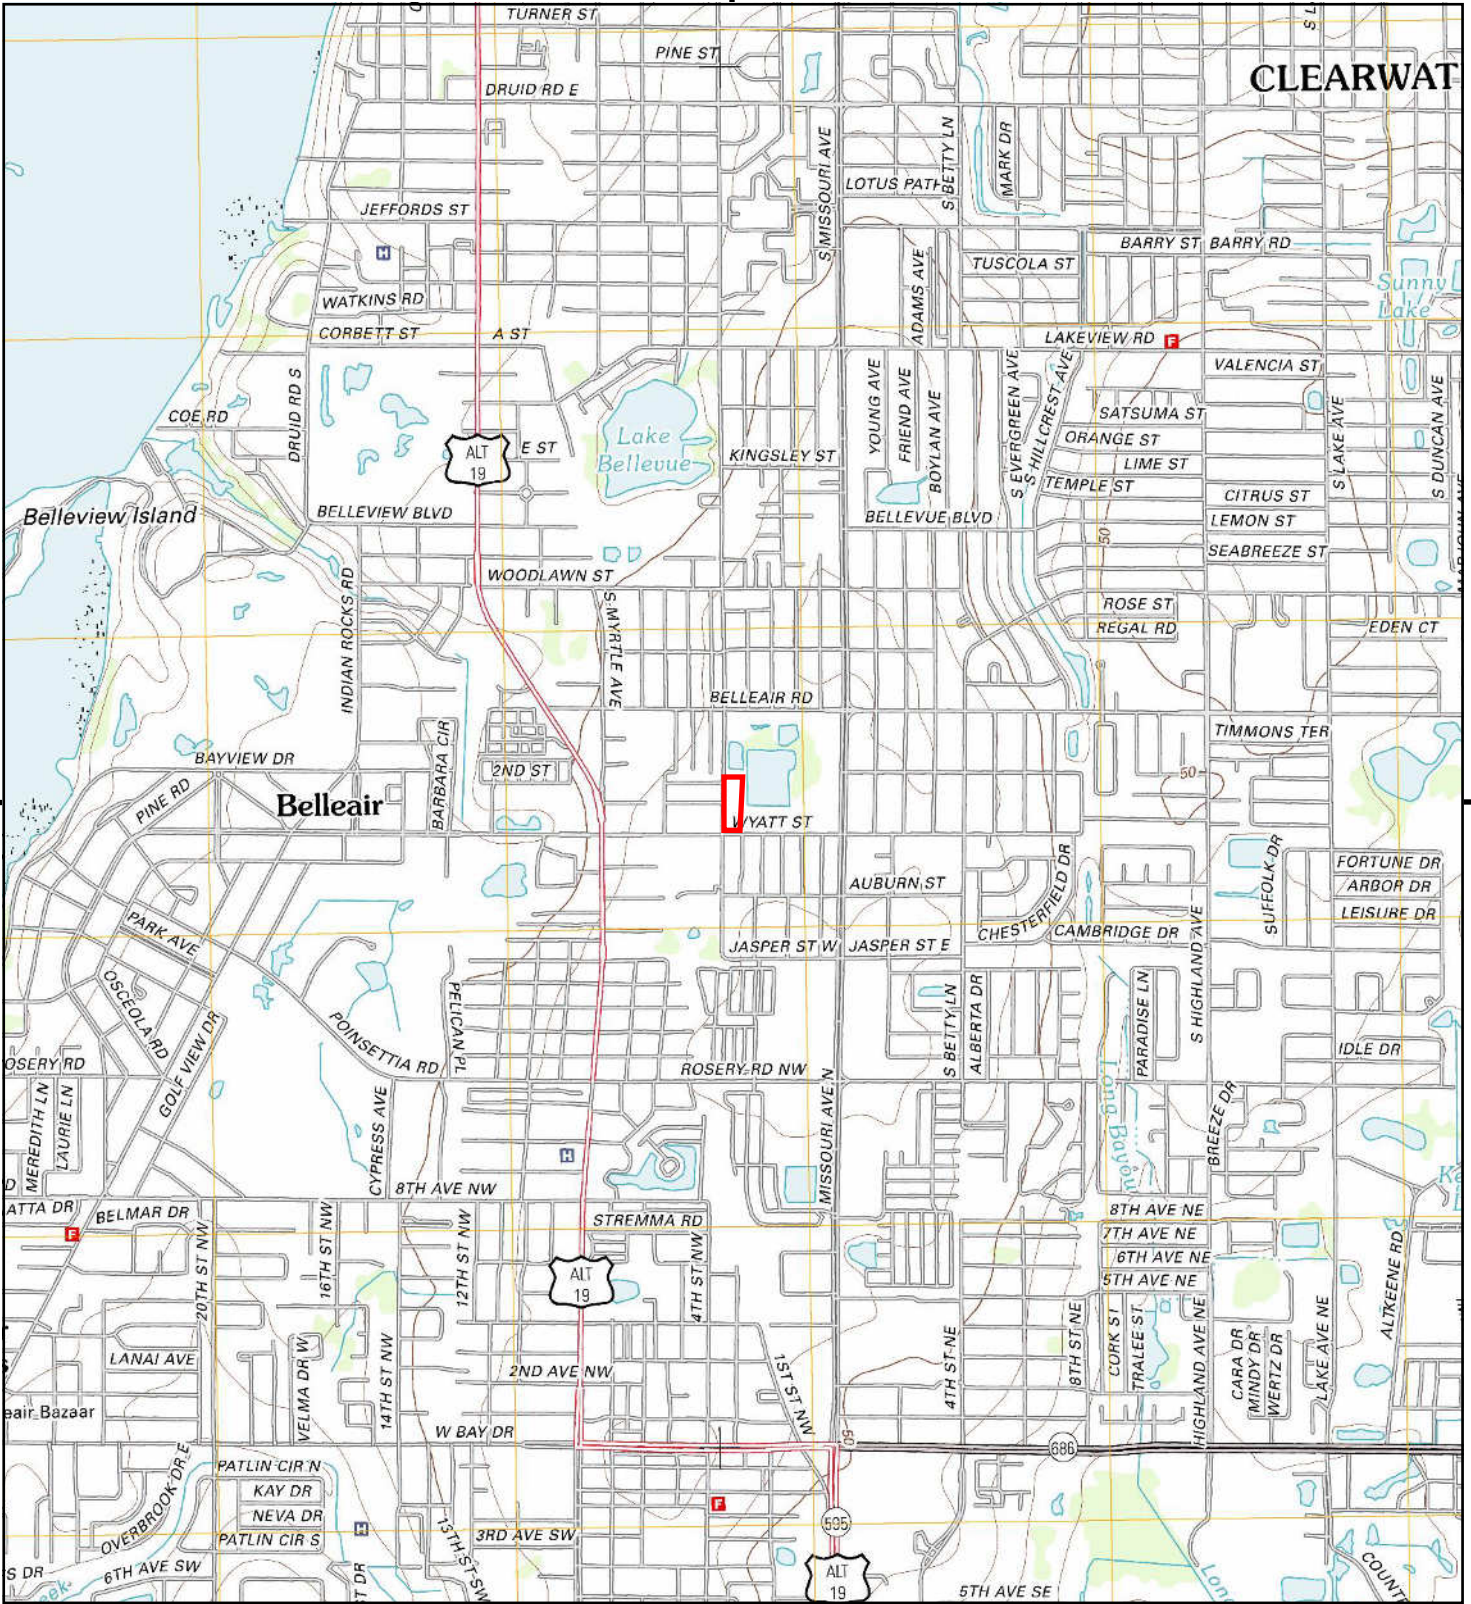 TURNER ST
PINE ST
CLEARWAT
DRUID RD E
S MISSOURI AVE
S BETTY LN
MARK DR
LOTUS PATH
JEFFORDS ST
H
BARRY ST
BARRY RD
TUSCOLA ST
ADAMS AVE
Sunny
Lake
WATKINS RD
CORBETT ST
A ST
LAKEVIEW RD
F
VALENCIA ST
DRUID RD S
YOUNG AVE
FRIEND AVE
BOYLAN AVE
S EVERGREEN AVE
S HILLCREST AVE
S LAKE AVE
S DUNCAN AVE
COE RD
SATSUMA ST
ORANGE ST
LIME ST
TEMPLE ST
CITRUS ST
LEMON ST
SEABREEZE ST
ALT
19
E ST
Lake
Bellevue
KINGSLEY ST
Belleview Island
BELLEVIEW BLVD
BELLEVUE BLVD
50
WOODLAWN ST
INDIAN ROCKS RD
S MYRTLE AVE
ROSE ST
REGAL RD
EDEN CT
BELLEAIR RD
TIMMONS TER
BAYVIEW DR
BARBARA CIR
2ND ST
50
PINE RD
Belleair
WYATT ST
SUFFOLK DR
FORTUNE DR
ARBOR DR
LEISURE DR
AUBURN ST
CHESTERFIELD DR
CAMBRIDGE DR
PARK AVE
JASPER ST W
JASPER ST E
S HIGHLAND AVE
OSCEOLA RD
GOLF VIEW DR
POINSETTIA RD
PELICAN PL
S BETTY LN
ALBERTA DR
PARADISE LN
IDLE DR
OSERY RD
ROSERY RD NW
MEREDITH LN
LAURIE LN
CYPRESS AVE
MISSOURI AVE N
Long Bayou
BREEZE DR
H
8TH AVE NW
ATTA DR
BELMAR DR
F
STREMMA RD
8TH AVE NE
7TH AVE NE
6TH AVE NE
5TH AVE NE
20TH ST NW
16TH ST NW
12TH ST NW
4TH ST NW
ALT KEENE RD
ALT
19
LANAI AVE
VELMA DR W
14TH ST NW
2ND AVE NW
1ST ST NW
4TH ST NE
8TH ST NE
CORK ST
TRALEE ST
HIGHLAND AVE NE
CARA DR
MINDY DR
WERTZ DR
LAKE AVE NE
eair Bazaar
W BAY DR
50
686
OVERBROOK DR E
PATLIN CIR N
KAY DR
NEVA DR
PATLIN CIR S
H
13TH ST SW
3RD AVE SW
F
595
ALT
19
S DR
6TH AVE SW
eek
T DR
5TH AVE SE
Lon
COUNT